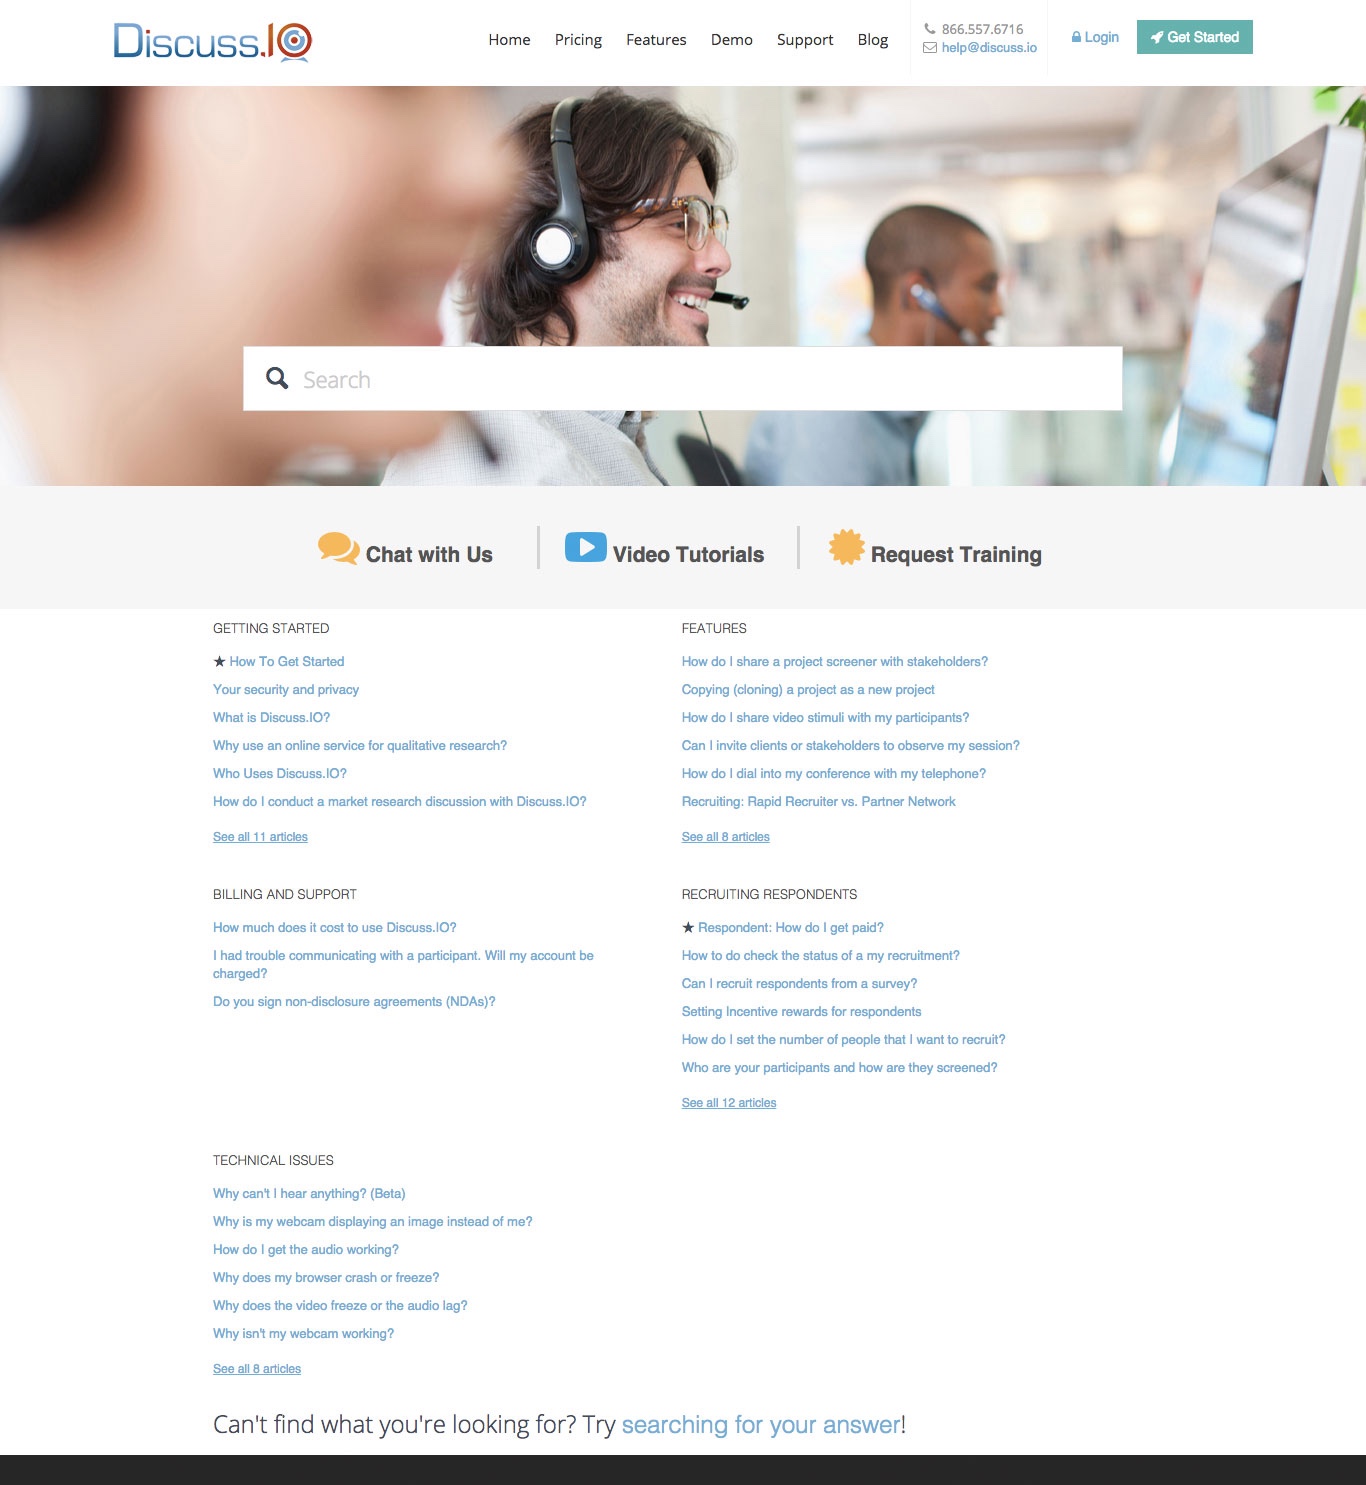 Discuss.IO
Home Pricing Features Demo Support Blog
866.557.6716
help@discuss.io
Login
Get Started
Search
Chat with Us
Video Tutorials
Request Training
GETTING STARTED
★ How To Get Started
Your security and privacy
What is Discuss.IO?
Why use an online service for qualitative research?
Who Uses Discuss.IO?
How do I conduct a market research discussion with Discuss.IO?
See all 11 articles
FEATURES
How do I share a project screener with stakeholders?
Copying (cloning) a project as a new project
How do I share video stimuli with my participants?
Can I invite clients or stakeholders to observe my session?
How do I dial into my conference with my telephone?
Recruiting: Rapid Recruiter vs. Partner Network
See all 8 articles
BILLING AND SUPPORT
How much does it cost to use Discuss.IO?
I had trouble communicating with a participant. Will my account be
charged?
Do you sign non-disclosure agreements (NDAs)?
RECRUITING RESPONDENTS
★ Respondent: How do I get paid?
How to do check the status of a my recruitment?
Can I recruit respondents from a survey?
Setting Incentive rewards for respondents
How do I set the number of people that I want to recruit?
Who are your participants and how are they screened?
See all 12 articles
TECHNICAL ISSUES
Why can't I hear anything? (Beta)
Why is my webcam displaying an image instead of me?
How do I get the audio working?
Why does my browser crash or freeze?
Why does the video freeze or the audio lag?
Why isn't my webcam working?
See all 8 articles
Can't find what you're looking for? Try searching for your answer!